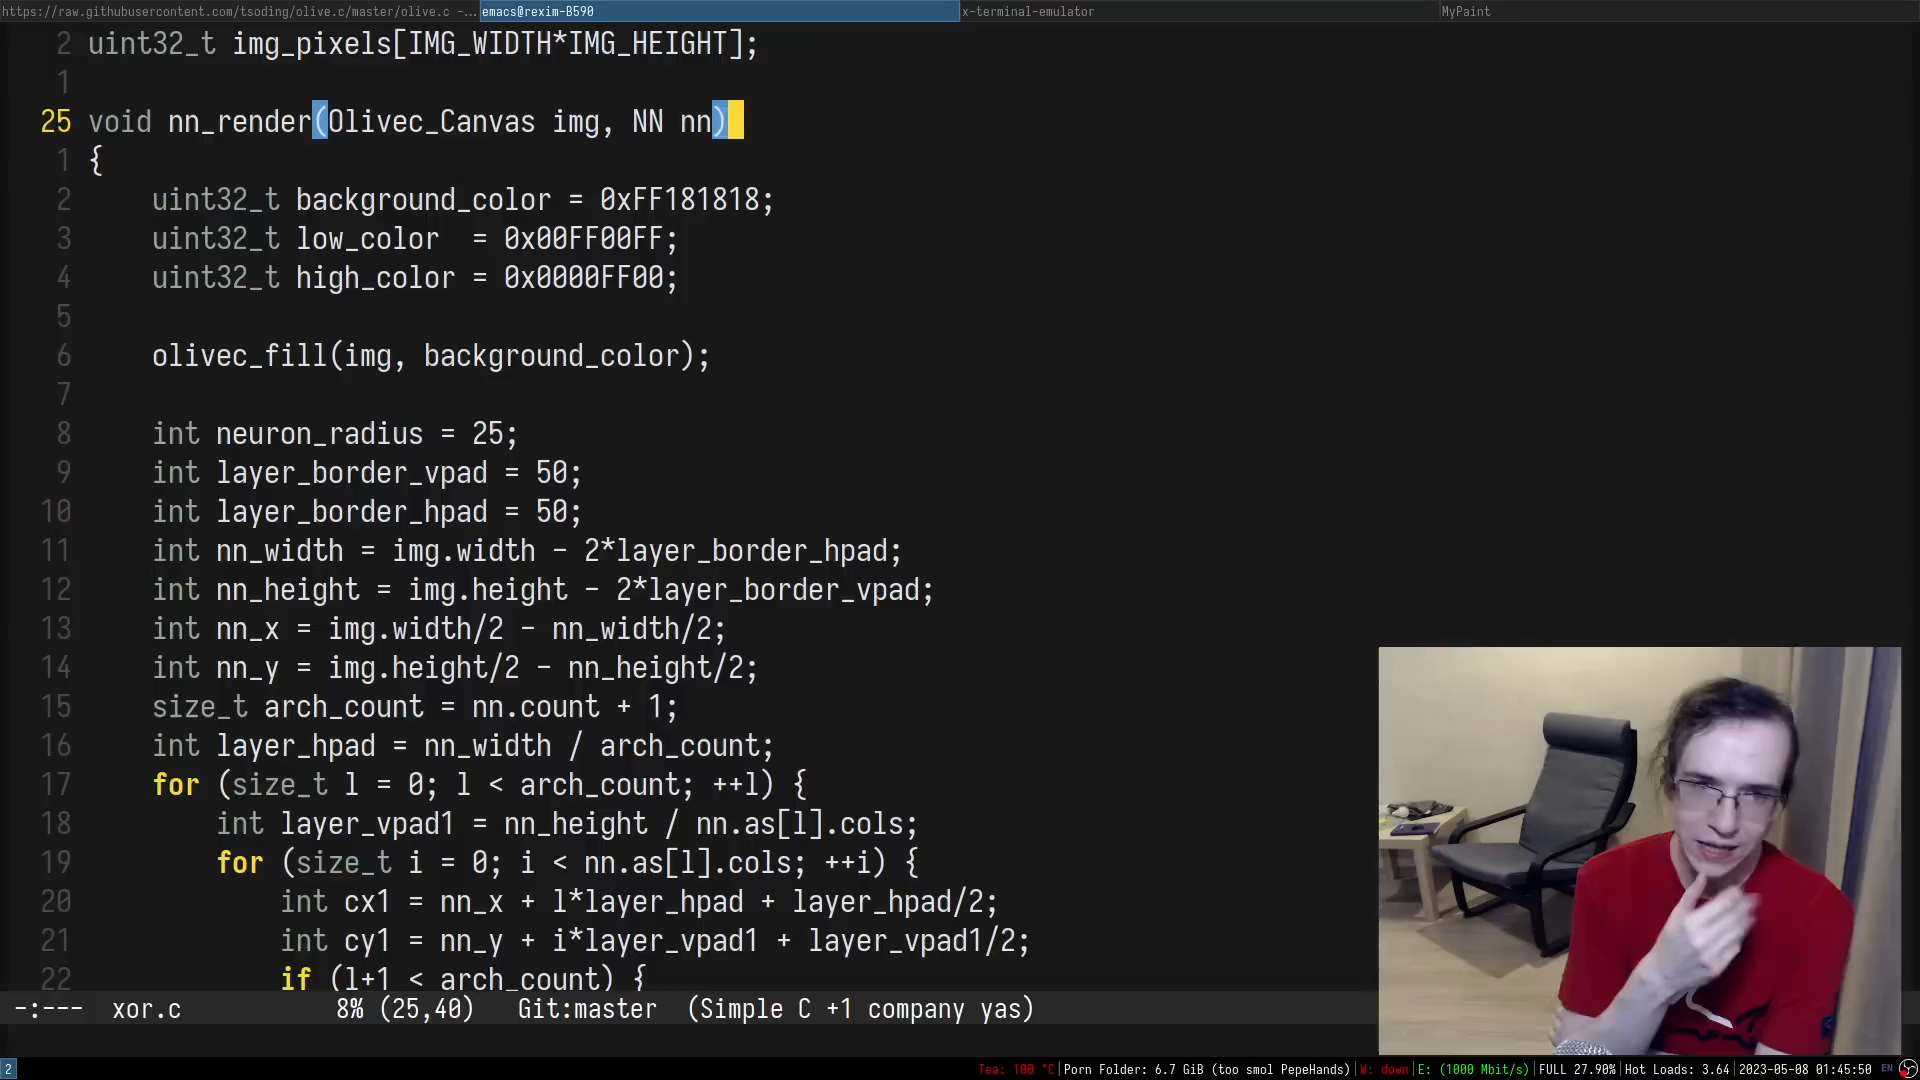 https://raw.githubusercontent.com/tsoding/olive.c/master/olive.c -... emacs@rexim-B590 x-terminal-emulator MyPaint
2 uint32_t img_pixels[IMG_WIDTH*IMG_HEIGHT];
1
25 void nn_render(Olivec_Canvas img, NN nn)
1 {
2 uint32_t background_color = 0xFF181818;
3 uint32_t low_color  = 0x00FF00FF;
4 uint32_t high_color = 0x0000FF00;
5
6 olivec_fill(img, background_color);
7
8 int neuron_radius = 25;
9 int layer_border_vpad = 50;
10 int layer_border_hpad = 50;
11 int nn_width = img.width - 2*layer_border_hpad;
12 int nn_height = img.height - 2*layer_border_vpad;
13 int nn_x = img.width/2 - nn_width/2;
14 int nn_y = img.height/2 - nn_height/2;
15 size_t arch_count = nn.count + 1;
16 int layer_hpad = nn_width / arch_count;
17 for (size_t l = 0; l < arch_count; ++l) {
18 int layer_vpad1 = nn_height / nn.as[l].cols;
19 for (size_t i = 0; i < nn.as[l].cols; ++i) {
20 int cx1 = nn_x + l*layer_hpad + layer_hpad/2;
21 int cy1 = nn_y + i*layer_vpad1 + layer_vpad1/2;
22 if (l+1 < arch_count) {
-:--- xor.c 8% (25,40) Git:master (Simple C +1 company yas)
2 Tea: 100 °C|Porn Folder: 6.7 GiB (too smol PepeHands)|W: down|E: (1000 Mbit/s)|FULL 27.90%|Hot Loads: 3.64|2023-05-08 01:45:50 EN